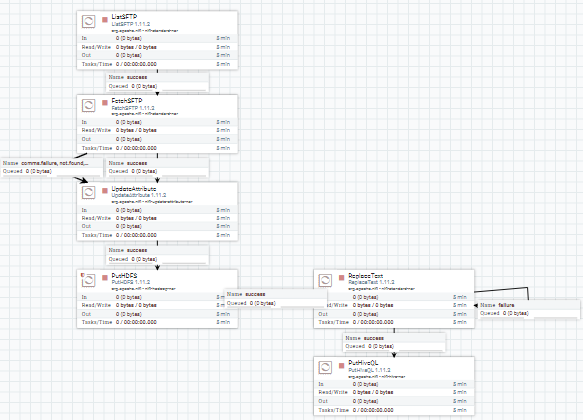 ListSFTP
ListSFTP 1.11.2
In 0 (0 bytes) 5 min
Read/Write 0 bytes / 0 bytes 5 min
Out 0 (0 bytes) 5 min
Tasks/Time 0 / 00:00:00.000 5 min
Name success
Queued 0 (0 bytes)
FetchSFTP
FetchSFTP 1.11.2
In 0 (0 bytes) 5 min
Read/Write 0 bytes / 0 bytes 5 min
Out 0 (0 bytes) 5 min
Tasks/Time 0 / 00:00:00.000 5 min
Name comms.failure, not.found,...
Queued 0 (0 bytes)
Name success
Queued 0 (0 bytes)
UpdateAttribute
UpdateAttribute 1.11.2
In 0 (0 bytes) 5 min
Read/Write 0 bytes / 0 bytes 5 min
Out 0 (0 bytes) 5 min
Tasks/Time 0 / 00:00:00.000 5 min
Name success
Queued 0 (0 bytes)
PutHDFS
PutHDFS 1.11.2
In 0 (0 bytes) 5 min
Read/Write 0 bytes / 0 bytes 5 min
Out 0 (0 bytes) 5 min
Tasks/Time 0 / 00:00:00.000 5 min
Name success
Queued 0 (0 bytes)
ReplaceText
ReplaceText 1.11.2
0 (0 bytes) 5 min
Write 0 bytes / 0 bytes 5 min
Out 0 (0 bytes) 5 min
Tasks/Time 0 / 00:00:00.000 5 min
Name failure
Queued 0 (0 bytes)
Name success
Queued 0 (0 bytes)
PutHiveQL
PutHiveQL 1.11.2
In 0 (0 bytes) 5 min
Read/Write 0 bytes / 0 bytes 5 min
Out 0 (0 bytes) 5 min
Tasks/Time 0 / 00:00:00.000 5 min